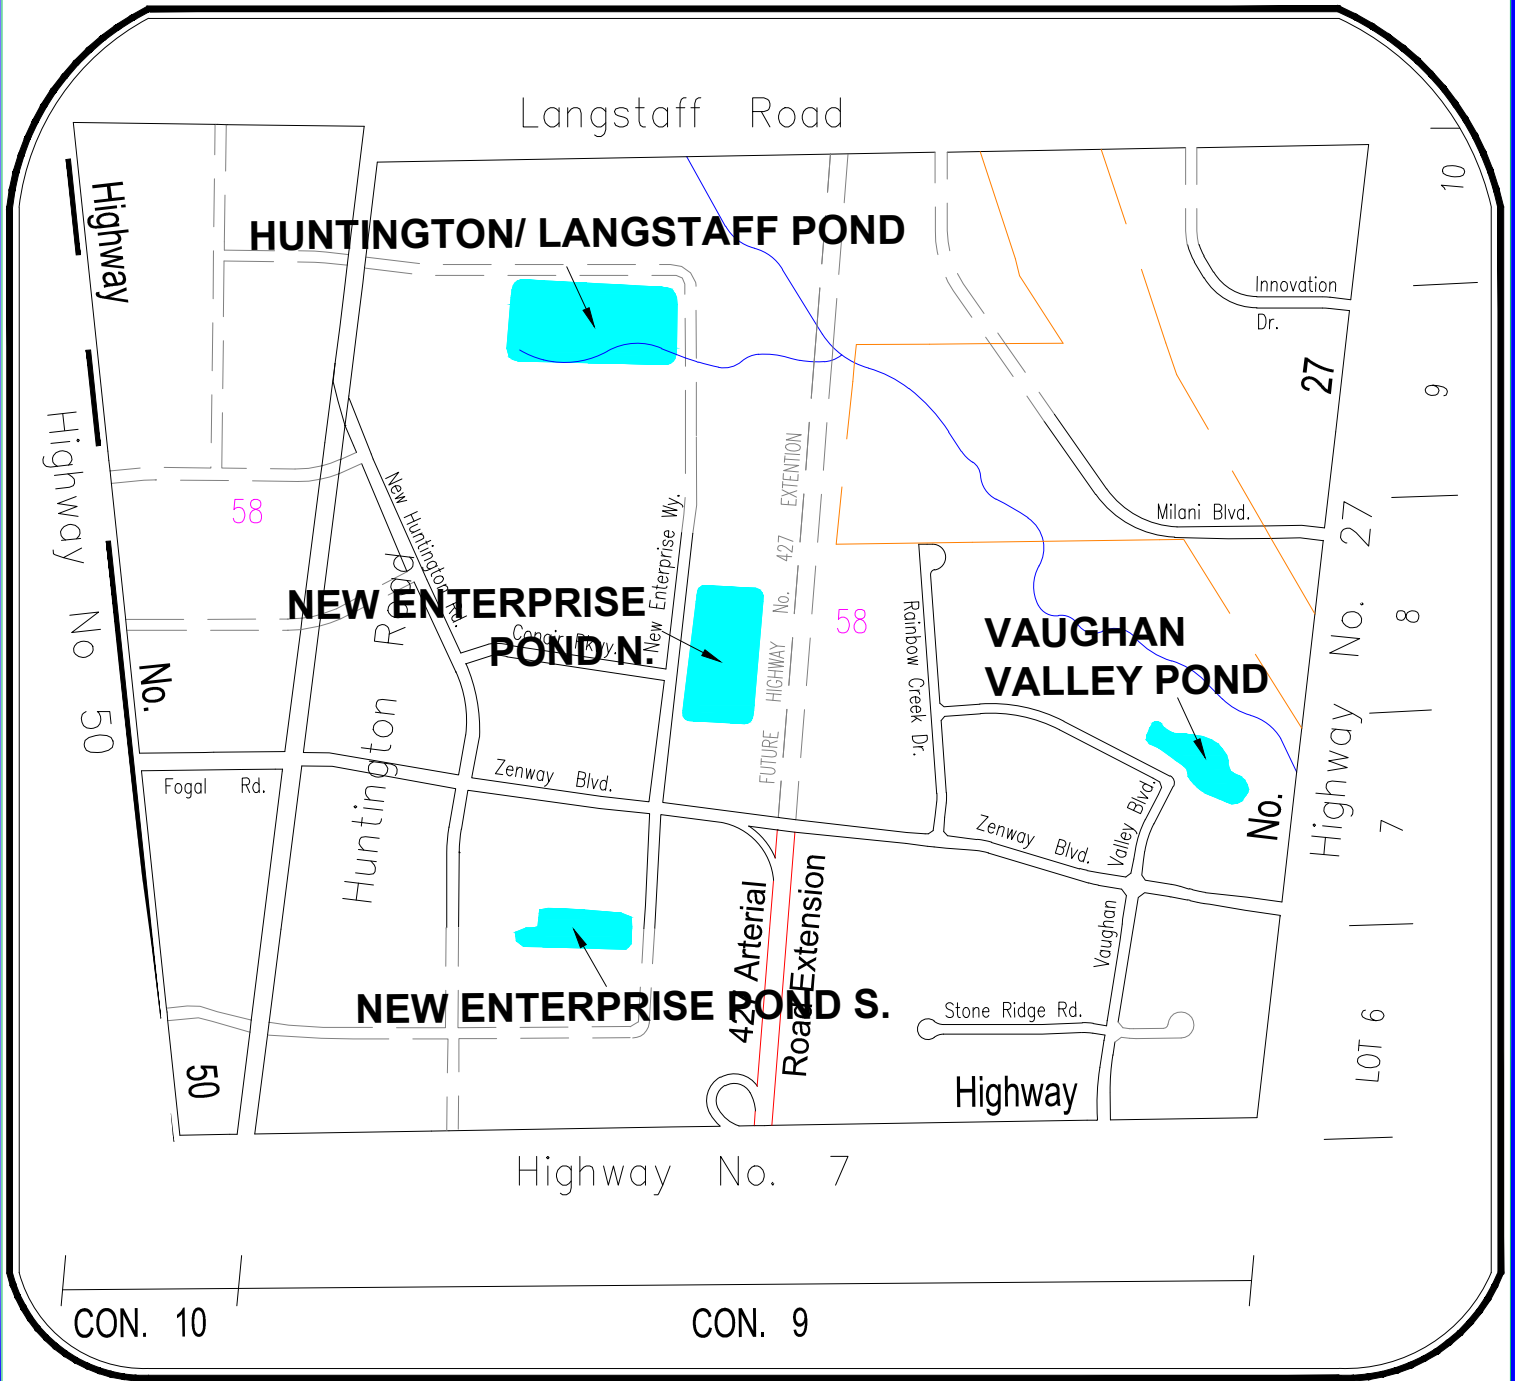 Langstaff Road
10
Highway
HUNTINGTON/ LANGSTAFF POND
Innovation
Dr.
27
9
Highway No 50
FUTURE HIGHWAY No. 427 EXTENTION
58
New Huntington Rd.
New Enterprise Wy.
Milani Blvd.
Highway No. 27
8
Huntington Road
NEW ENTERPRISE
POND N.
Conair Pkwy.
58
Rainbow Creek Dr.
VAUGHAN
VALLEY POND
No.
Fogal Rd.
Zenway Blvd.
Zenway Blvd.
Valley Blvd.
No.
7
427 Arterial
Road Extension
Vaughan
NEW ENTERPRISE POND S.
Stone Ridge Rd.
LOT 6
50
Highway
Highway No. 7
CON. 10
CON. 9